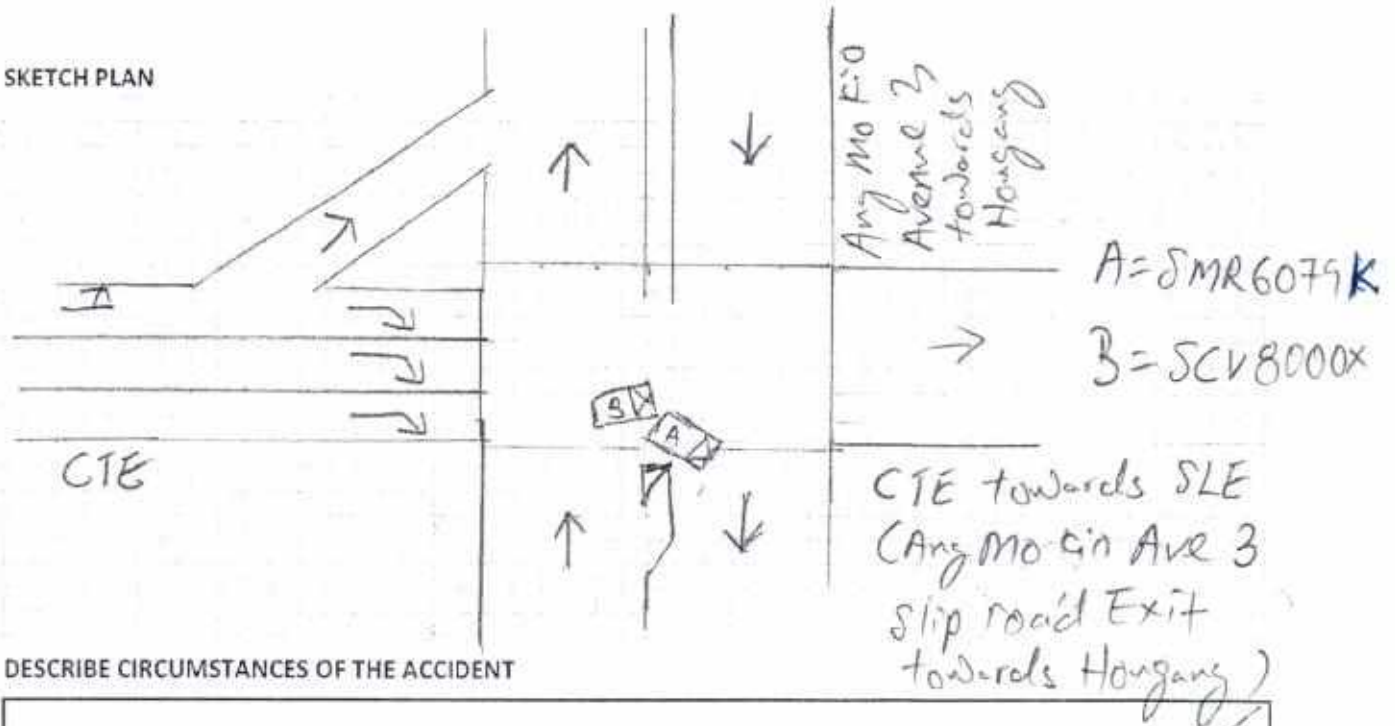 SKETCH PLAN
Ang Mo Kio
Avenue 3
towards
Hougang
A = SMR6079K
B = SCV8000X
B
A
CTE
CTE towards SLE
(Ang Mo Kio Ave 3
Slip road Exit
towards Hougang)
DESCRIBE CIRCUMSTANCES OF THE ACCIDENT